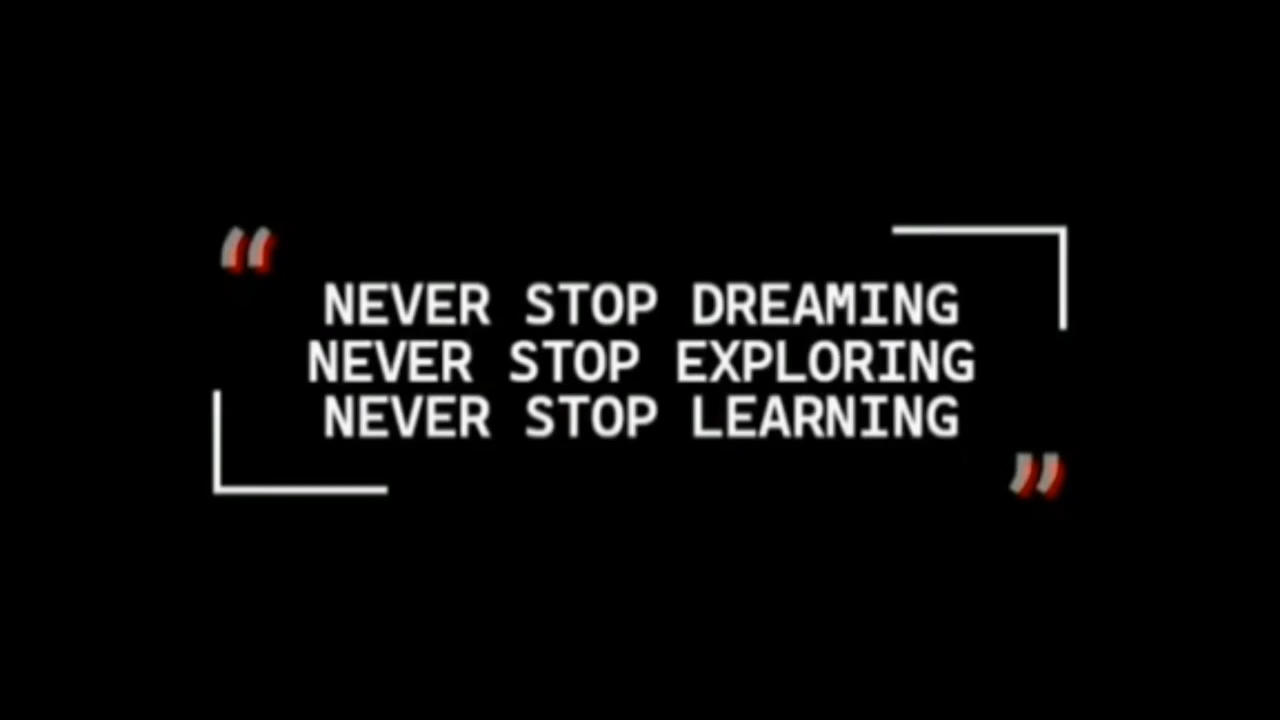 “
NEVER STOP DREAMING
NEVER STOP EXPLORING
NEVER STOP LEARNING
”